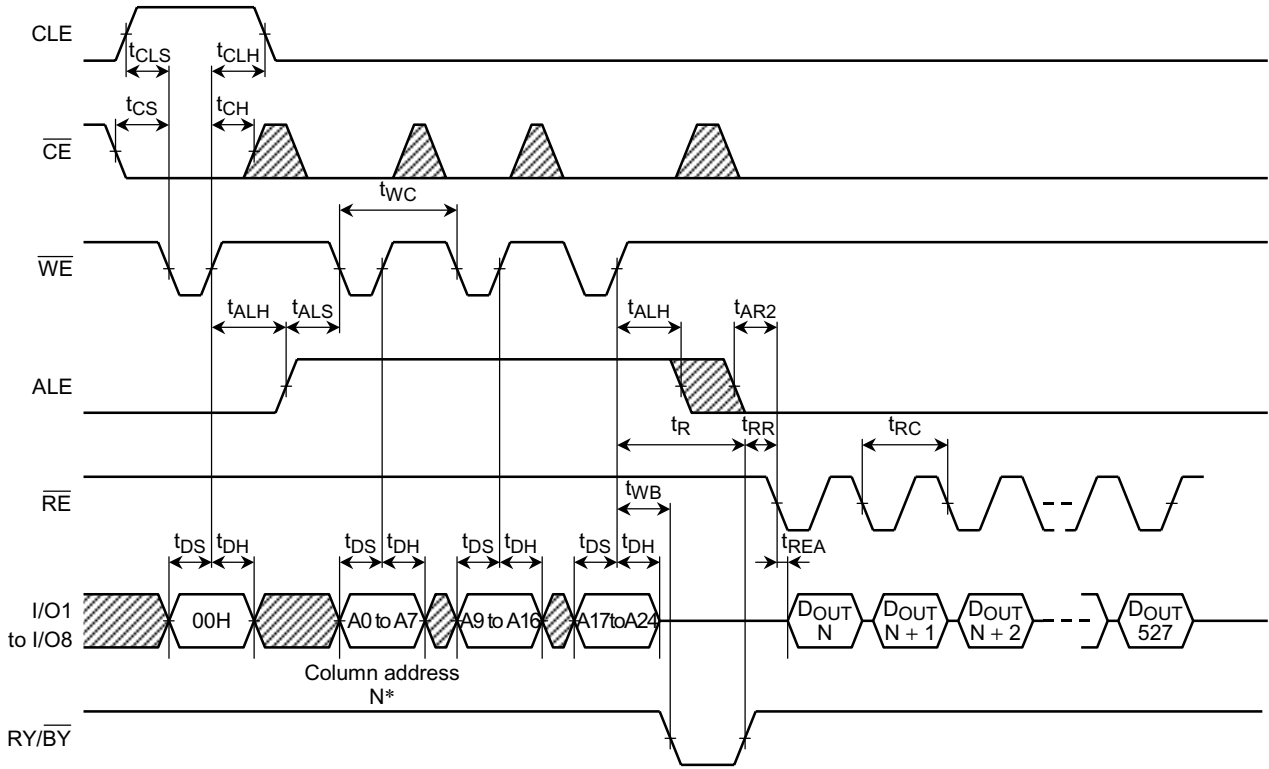 CLE
tCLS
tCLH
tCS
tCH
CE
tWC
WE
tALH
tALS
tALH
tAR2
ALE
tR
tRR
tRC
RE
tWB
tREA
tDS
tDH
tDS
tDH
tDS
tDH
tDS
tDH
I/O1
to I/O8
00H
A0 to A7
A9 to A16
A17toA24
DOUT
N
DOUT
N + 1
DOUT
N + 2
DOUT
527
Column address
N*
RY/BY